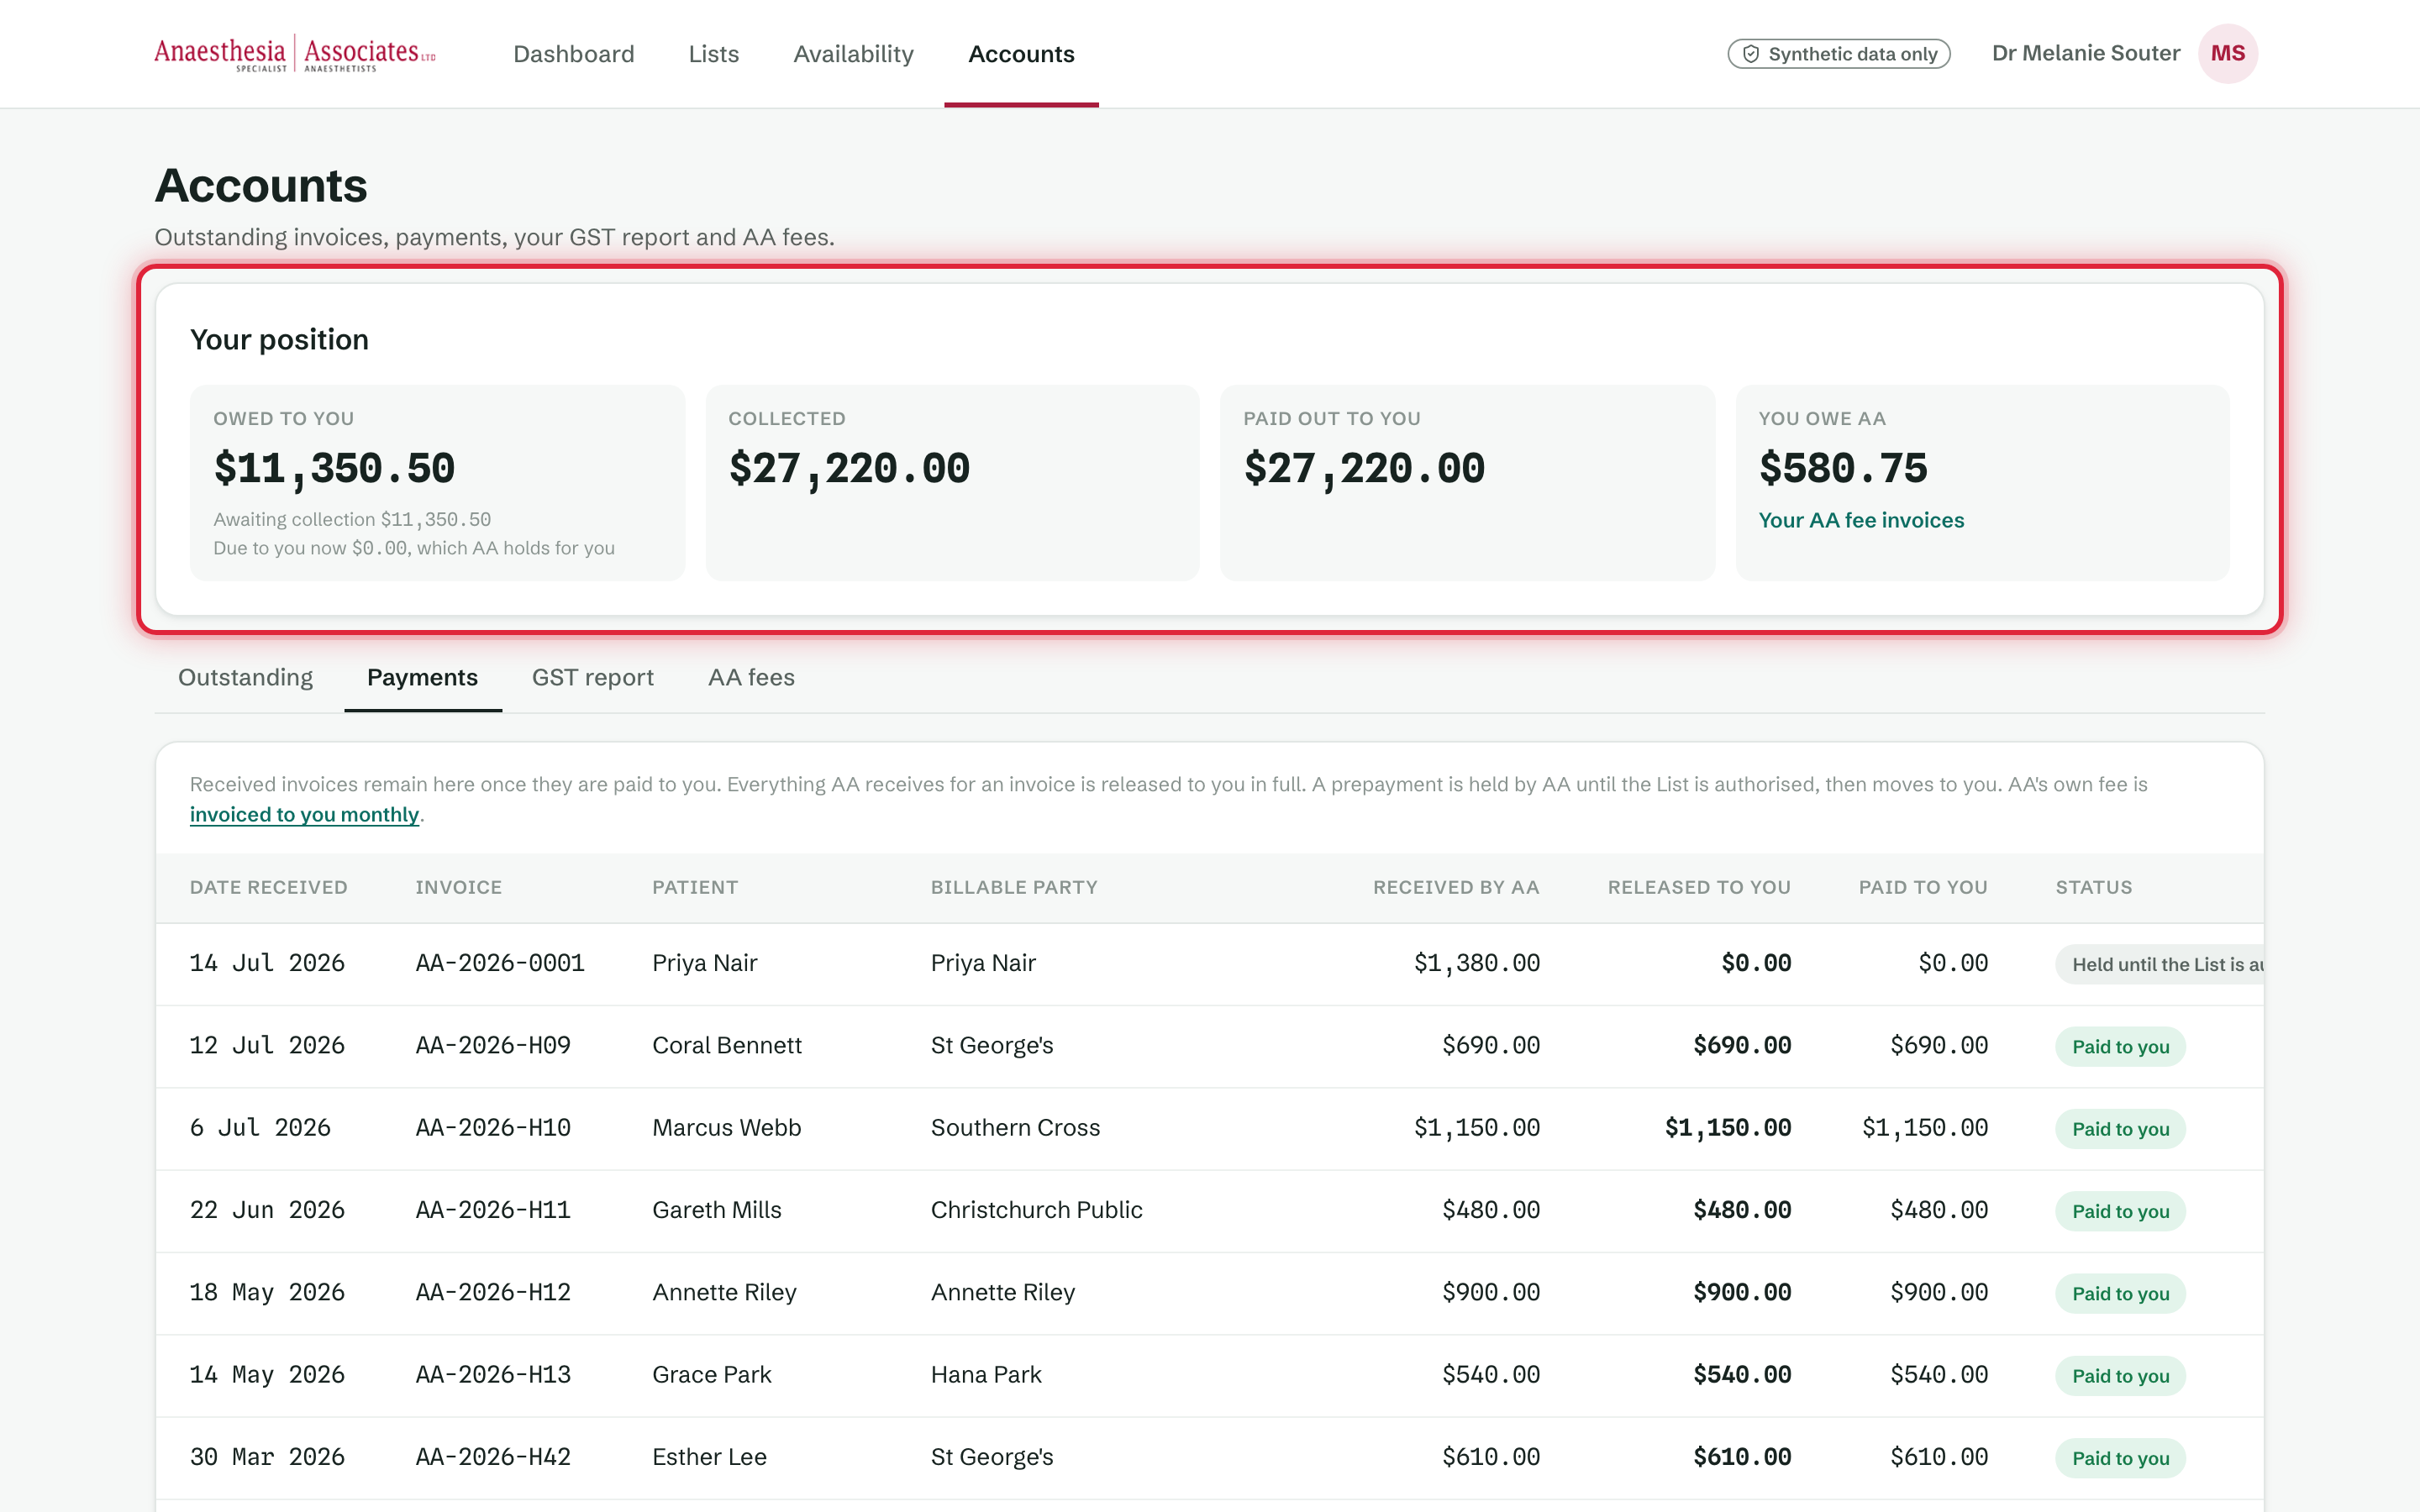 Anaesthesia | Associates LTD
SPECIALIST ANAESTHETISTS
Dashboard
Lists
Availability
Accounts
Synthetic data only
Dr Melanie Souter
MS
Accounts
Outstanding invoices, payments, your GST report and AA fees.
Your position
OWED TO YOU
$11,350.50
Awaiting collection $11,350.50
Due to you now $0.00, which AA holds for you
COLLECTED
$27,220.00
PAID OUT TO YOU
$27,220.00
YOU OWE AA
$580.75
Your AA fee invoices
Outstanding
Payments
GST report
AA fees
Received invoices remain here once they are paid to you. Everything AA receives for an invoice is released to you in full. A prepayment is held by AA until the List is authorised, then moves to you. AA's own fee is
invoiced to you monthly.
DATE RECEIVED INVOICE PATIENT BILLABLE PARTY RECEIVED BY AA RELEASED TO YOU PAID TO YOU STATUS
14 Jul 2026 AA-2026-0001 Priya Nair Priya Nair $1,380.00 $0.00 $0.00 Held until the List is
12 Jul 2026 AA-2026-H09 Coral Bennett St George's $690.00 $690.00 $690.00 Paid to you
6 Jul 2026 AA-2026-H10 Marcus Webb Southern Cross $1,150.00 $1,150.00 $1,150.00 Paid to you
22 Jun 2026 AA-2026-H11 Gareth Mills Christchurch Public $480.00 $480.00 $480.00 Paid to you
18 May 2026 AA-2026-H12 Annette Riley Annette Riley $900.00 $900.00 $900.00 Paid to you
14 May 2026 AA-2026-H13 Grace Park Hana Park $540.00 $540.00 $540.00 Paid to you
30 Mar 2026 AA-2026-H42 Esther Lee St George's $610.00 $610.00 $610.00 Paid to you